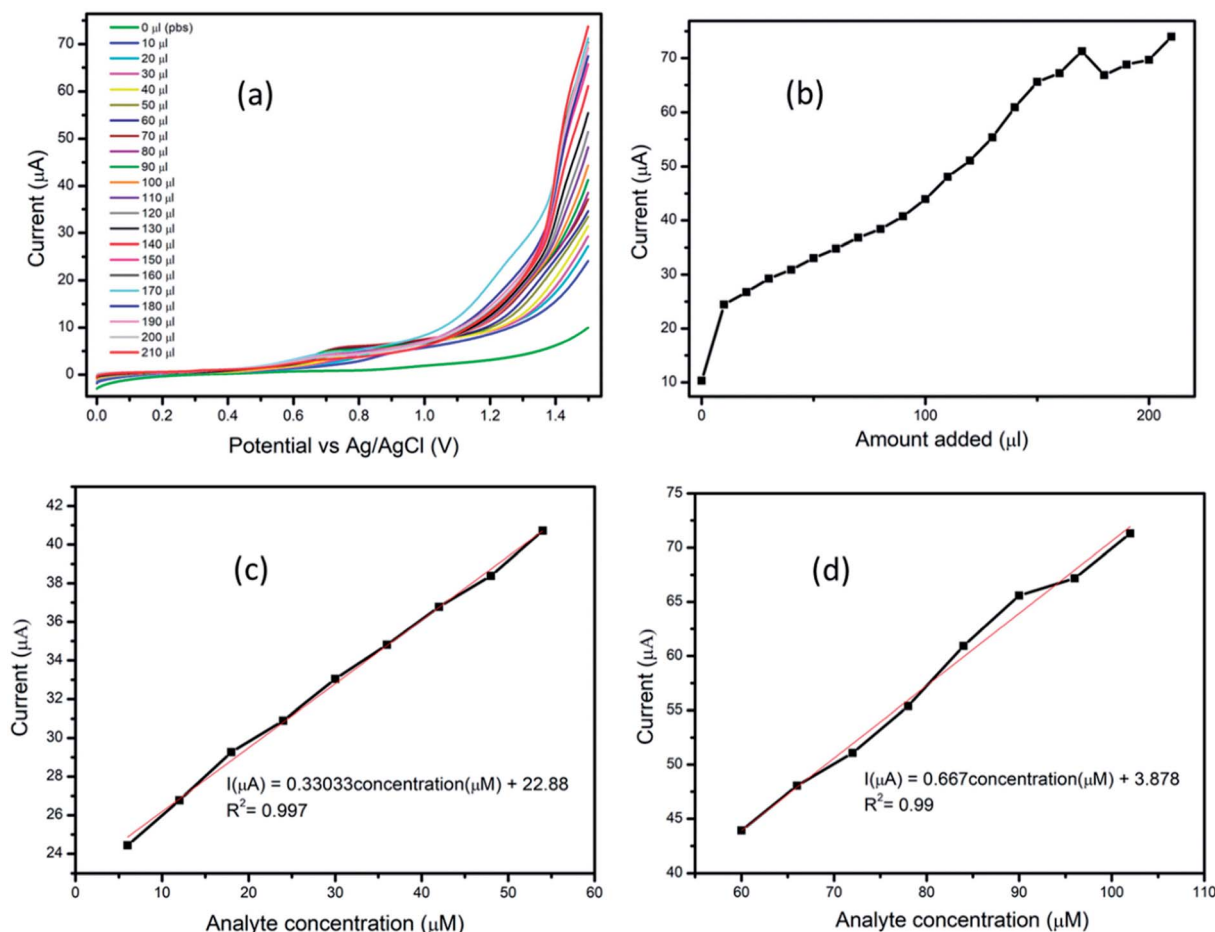 (a)
0 μl (pbs)
10 μl
20 μl
30 μl
40 μl
50 μl
60 μl
70 μl
80 μl
90 μl
100 μl
110 μl
120 μl
130 μl
140 μl
150 μl
160 μl
170 μl
180 μl
190 μl
200 μl
210 μl
Current (μA)
70
60
50
40
30
20
10
0
0.0 0.2 0.4 0.6 0.8 1.0 1.2 1.4
Potential vs Ag/AgCl (V)
(b)
Current (μA)
70
60
50
40
30
20
10
0 100 200
Amount added (μl)
(c)
Current (μA)
42
40
38
36
34
32
30
28
26
24
I(μA) = 0.33033concentration(μM) + 22.88
R²= 0.997
0 10 20 30 40 50 60
Analyte concentration (μM)
(d)
Current (μA)
75
70
65
60
55
50
45
40
I(μA) = 0.667concentration(μM) + 3.878
R²= 0.99
60 70 80 90 100 110
Analyte concentration (μM)